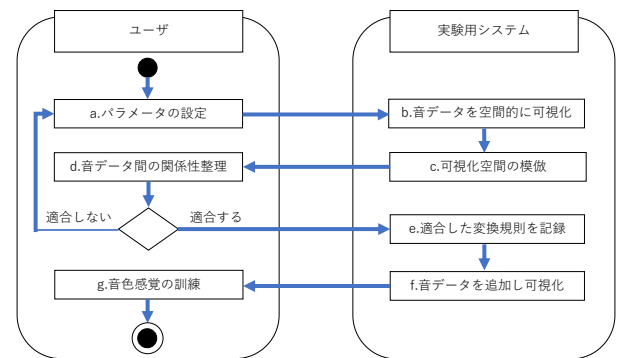 ユーザ
実験用システム
a.パラメータの設定
b.音データを空間的に可視化
d.音データ間の関係性整理
c.可視化空間の模倣
適合しない
適合する
e.適合した変換規則を記録
g.音色感覚の訓練
f.音データを追加し可視化